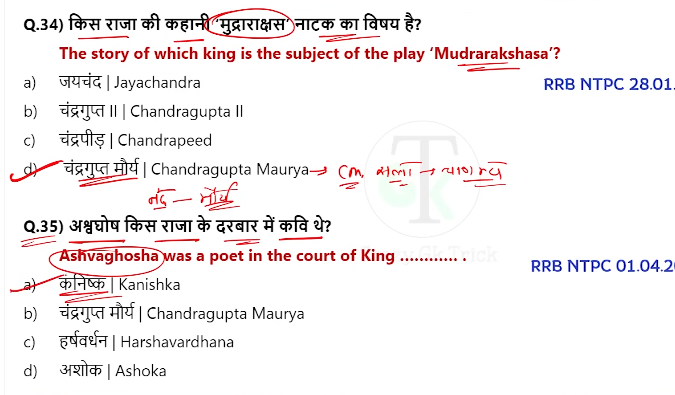 Q.34) किस राजा की कहानी ‘मुद्राराक्षस’ नाटक का विषय है?
The story of which king is the subject of the play ‘Mudrarakshasa’?
a) जयचंद | Jayachandra
RRB NTPC 28.01.
b) चंद्रगुप्त II | Chandragupta II
c) चंद्रपीड़ | Chandrapeed
d) चंद्रगुप्त मौर्य | Chandragupta Maurya → CM
नंद — मौर्य
Q.35) अश्वघोष किस राजा के दरबार में कवि थे?
Ashvaghosha was a poet in the court of King ............ .
Trick
RRB NTPC 01.04.20
a) कनिष्क | Kanishka
b) चंद्रगुप्त मौर्य | Chandragupta Maurya
c) हर्षवर्धन | Harshavardhana
d) अशोक | Ashoka